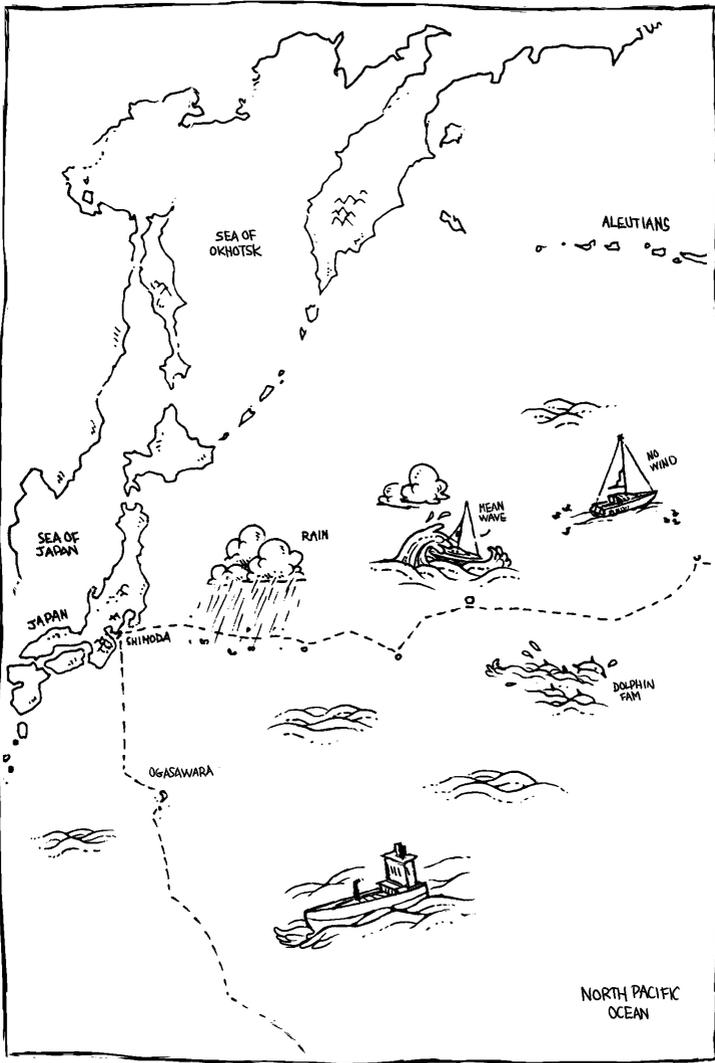 ALEUTIANS
SEA OF
OKHOTSK
NO
WIND
MEAN
WAVE
RAIN
SEA OF
JAPAN
JAPAN
SHIMODA
DOLPHIN
FAM
OGASAWARA
NORTH PACIFIC
OCEAN